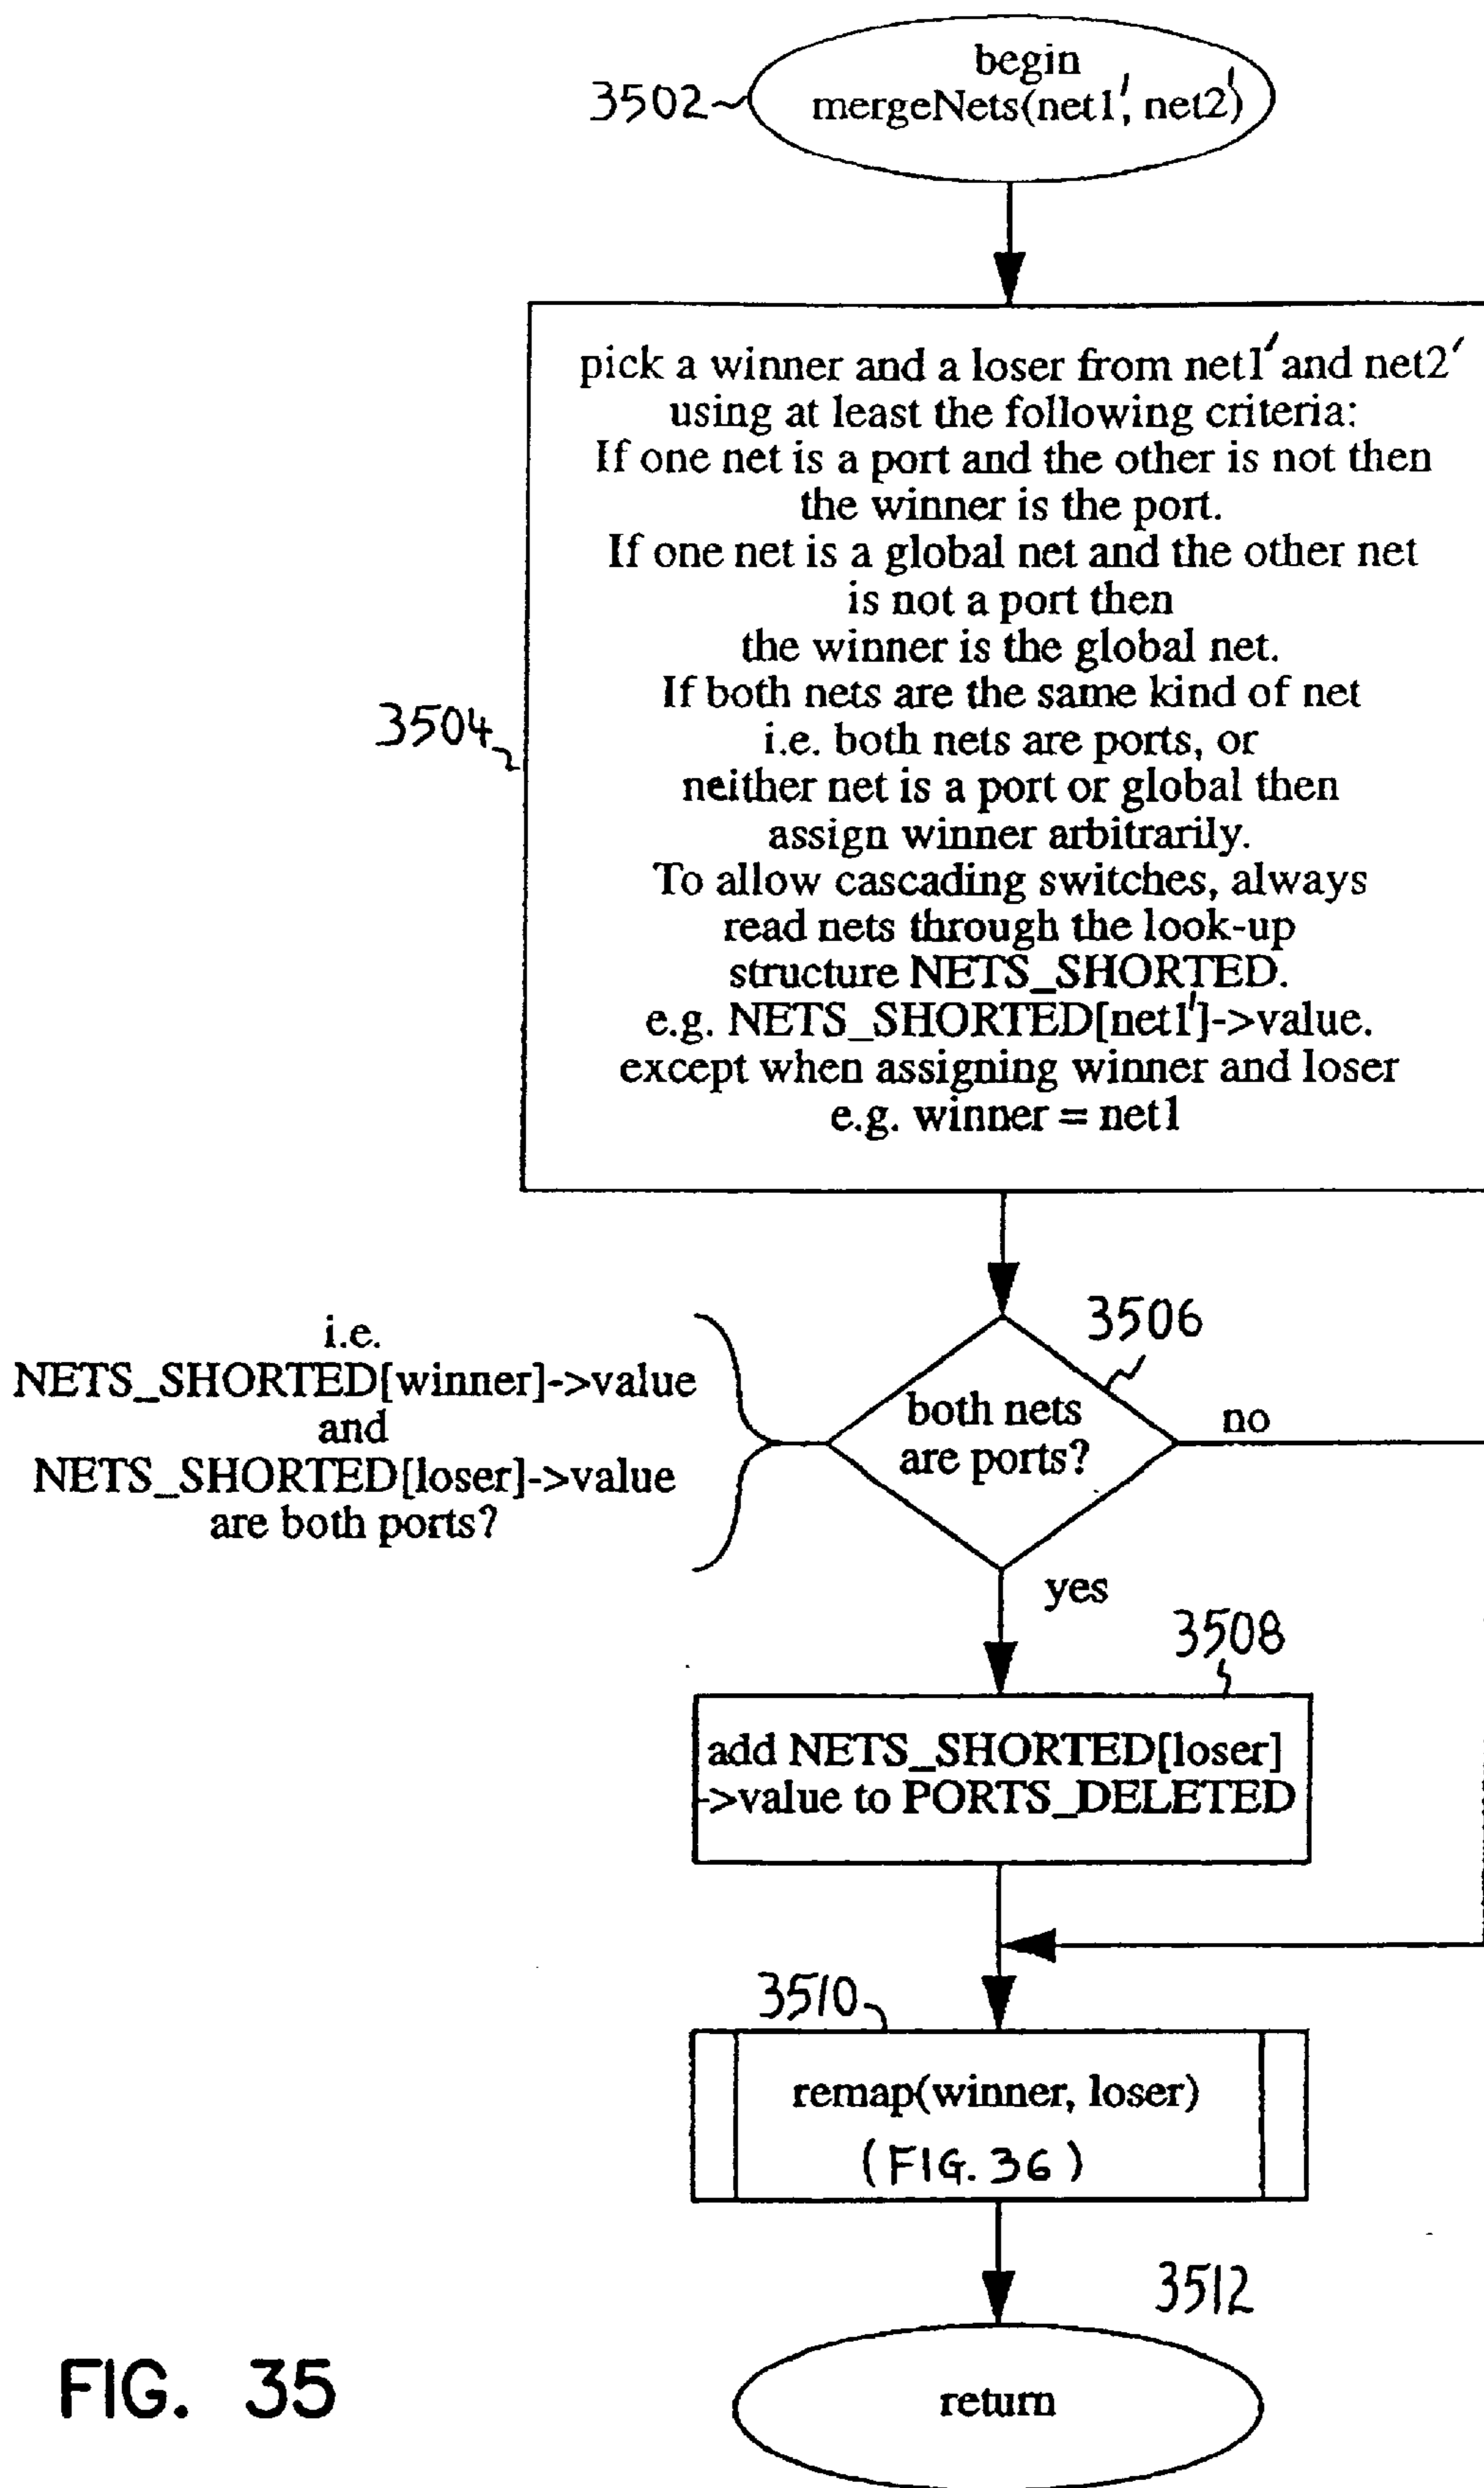 begin
3502
mergeNets(net1', net2')
pick a winner and a loser from net1' and net2'
using at least the following criteria:
If one net is a port and the other is not then
the winner is the port.
If one net is a global net and the other net
is not a port then
the winner is the global net.
If both nets are the same kind of net
3504
i.e. both nets are ports, or
neither net is a port or global then
assign winner arbitrarily.
To allow cascading switches, always
read nets through the look-up
structure NETS_SHORTED.
e.g. NETS_SHORTED[net1']->value.
except when assigning winner and loser
e.g. winner = net1
3506
i.e.
NETS_SHORTED[winner]->value
and
NETS_SHORTED[loser]->value
are both ports?
both nets
are ports?
no
yes
3508
add NETS_SHORTED[loser]
->value to PORTS_DELETED
3510
remap(winner, loser)
(FIG. 36)
3512
return
FIG. 35